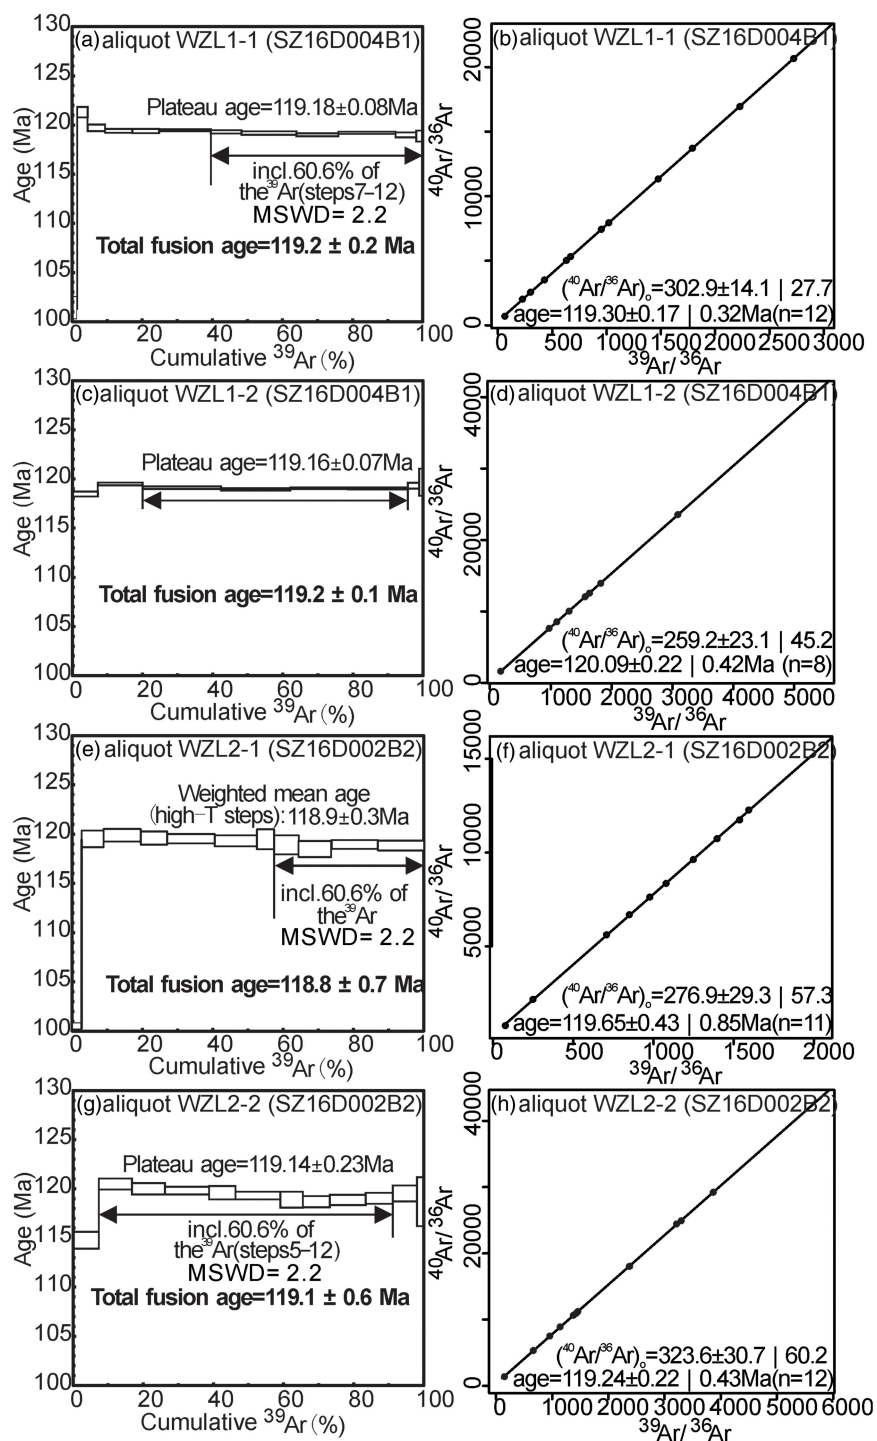 130
125
120
115
110
105
100
Age (Ma)
(a) aliquot WZL1-1 (SZ16D004B1)
Plateau age=119.18±0.08Ma
incl.60.6% of
the³⁹Ar(steps7-12)
MSWD= 2.2
Total fusion age=119.2 ± 0.2 Ma
0 20 40 60 80 100
Cumulative ³⁹Ar (%)
20000
10000
0
⁴⁰Ar/³⁶Ar
(b) aliquot WZL1-1 (SZ16D004B1)
(⁴⁰Ar/³⁶Ar)ₒ=302.9±14.1 | 27.7
age=119.30±0.17 | 0.32Ma(n=12)
0 500 1000 1500 2000 2500 3000
³⁹Ar/³⁶Ar
130
125
120
115
110
105
100
Age (Ma)
(c) aliquot WZL1-2 (SZ16D004B1)
Plateau age=119.16±0.07Ma
Total fusion age=119.2 ± 0.1 Ma
0 20 40 60 80 100
Cumulative ³⁹Ar (%)
40000
20000
0
⁴⁰Ar/³⁶Ar
(d) aliquot WZL1-2 (SZ16D004B1)
(⁴⁰Ar/³⁶Ar)ₒ=259.2±23.1 | 45.2
age=120.09±0.22 | 0.42Ma (n=8)
0 1000 2000 3000 4000 5000
³⁹Ar/³⁶Ar
130
125
120
115
110
105
100
Age (Ma)
(e) aliquot WZL2-1 (SZ16D002B2)
Weighted mean age
(high-T steps):118.9±0.3Ma
incl.60.6% of
the³⁹Ar
MSWD= 2.2
Total fusion age=118.8 ± 0.7 Ma
0 20 40 60 80 100
Cumulative ³⁹Ar (%)
15000
10000
5000
⁴⁰Ar/³⁶Ar
(f) aliquot WZL2-1 (SZ16D002B2)
(⁴⁰Ar/³⁶Ar)ₒ=276.9±29.3 | 57.3
age=119.65±0.43 | 0.85Ma(n=11)
0 500 1000 1500 2000
³⁹Ar/³⁶Ar
130
125
120
115
110
105
100
Age (Ma)
(g) aliquot WZL2-2 (SZ16D002B2)
Plateau age=119.14±0.23Ma
incl.60.6% of
the³⁹Ar(steps5-12)
MSWD= 2.2
Total fusion age=119.1 ± 0.6 Ma
0 20 40 60 80 100
Cumulative ³⁹Ar (%)
40000
20000
0
⁴⁰Ar/³⁶Ar
(h) aliquot WZL2-2 (SZ16D002B2)
(⁴⁰Ar/³⁶Ar)ₒ=323.6±30.7 | 60.2
age=119.24±0.22 | 0.43Ma(n=12)
0 1000 2000 3000 4000 5000 6000
³⁹Ar/³⁶Ar